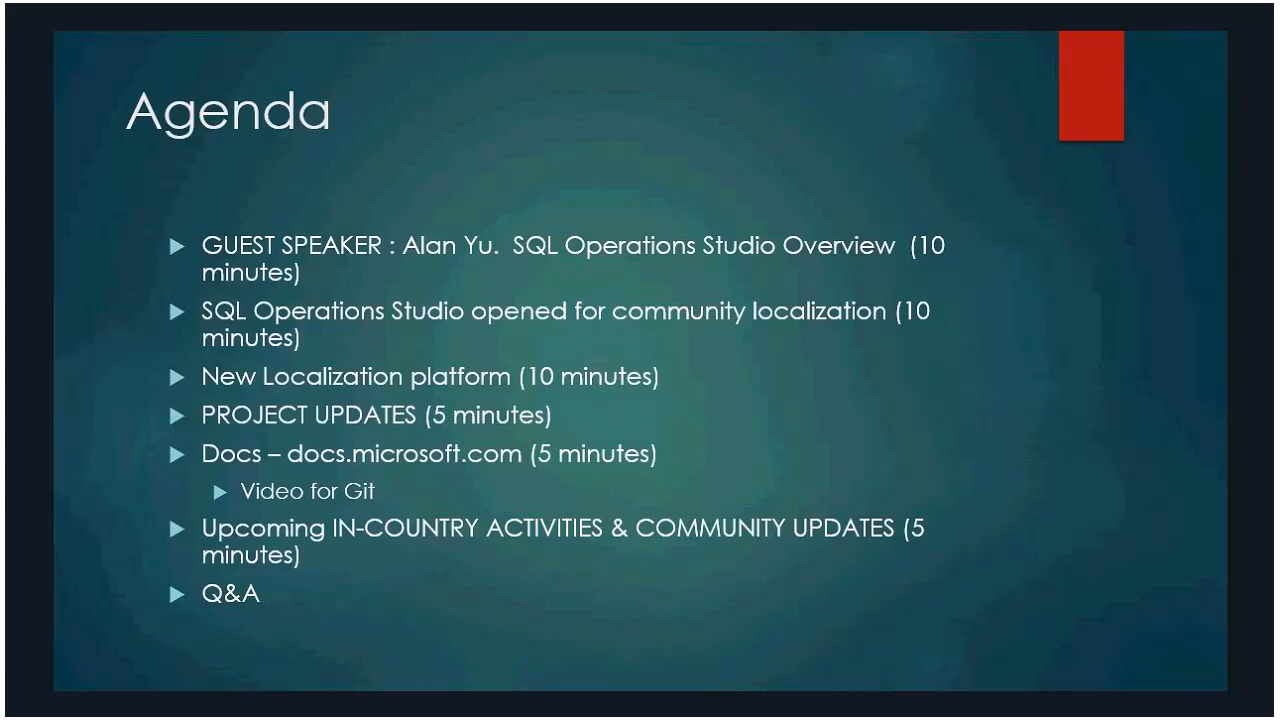 Agenda
GUEST SPEAKER : Alan Yu.  SQL Operations Studio Overview  (10
minutes)
SQL Operations Studio opened for community localization (10
minutes)
New Localization platform (10 minutes)
PROJECT UPDATES (5 minutes)
Docs – docs.microsoft.com (5 minutes)
Video for Git
Upcoming IN-COUNTRY ACTIVITIES & COMMUNITY UPDATES (5
minutes)
Q&A